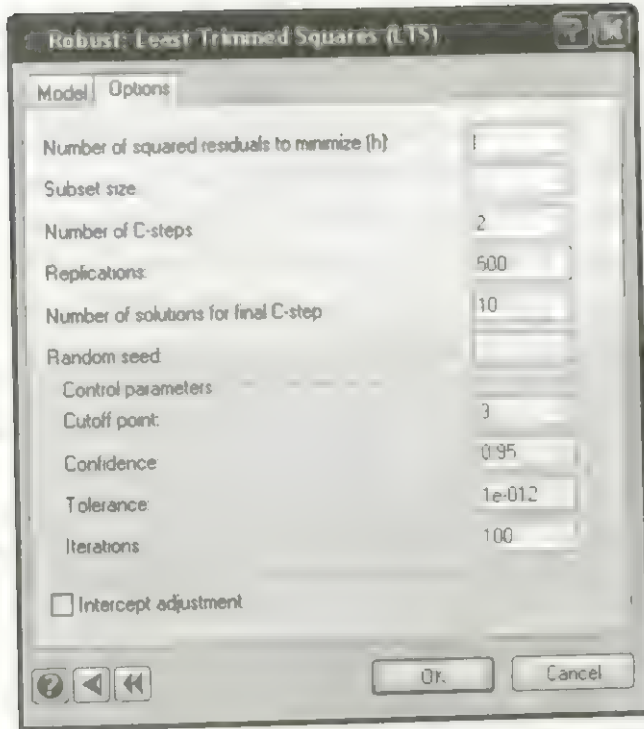 Robust: Least Trimmed Squares (LTS)
Model Options
Number of squared residuals to minimize (h)
Subset size
Number of C-steps 2
Replications: 500
Number of solutions for final C-step 10
Random seed:
Control parameters
Cutoff point: 3
Confidence 0.95
Tolerance: 1e-012
Iterations 100
Intercept adjustment
OK Cancel